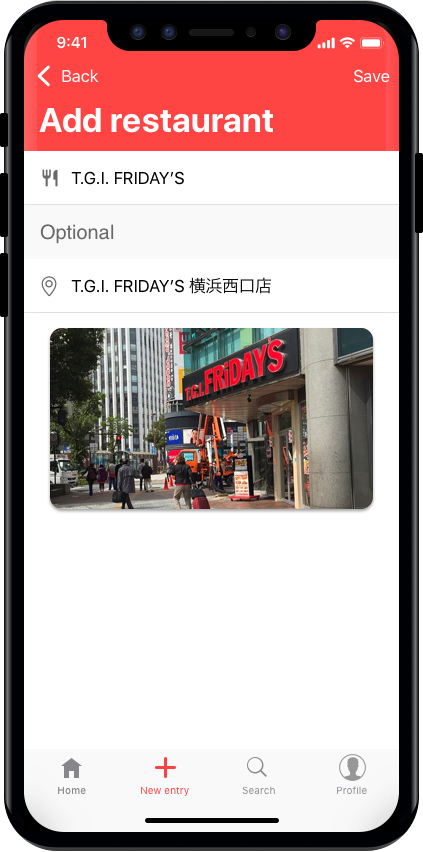 9:41
Back
Save
Add restaurant
T.G.I. FRIDAY'S
Optional
T.G.I. FRIDAY'S 横浜西口店
T.G.I. FRiDAYS
Home
New entry
Search
Profile